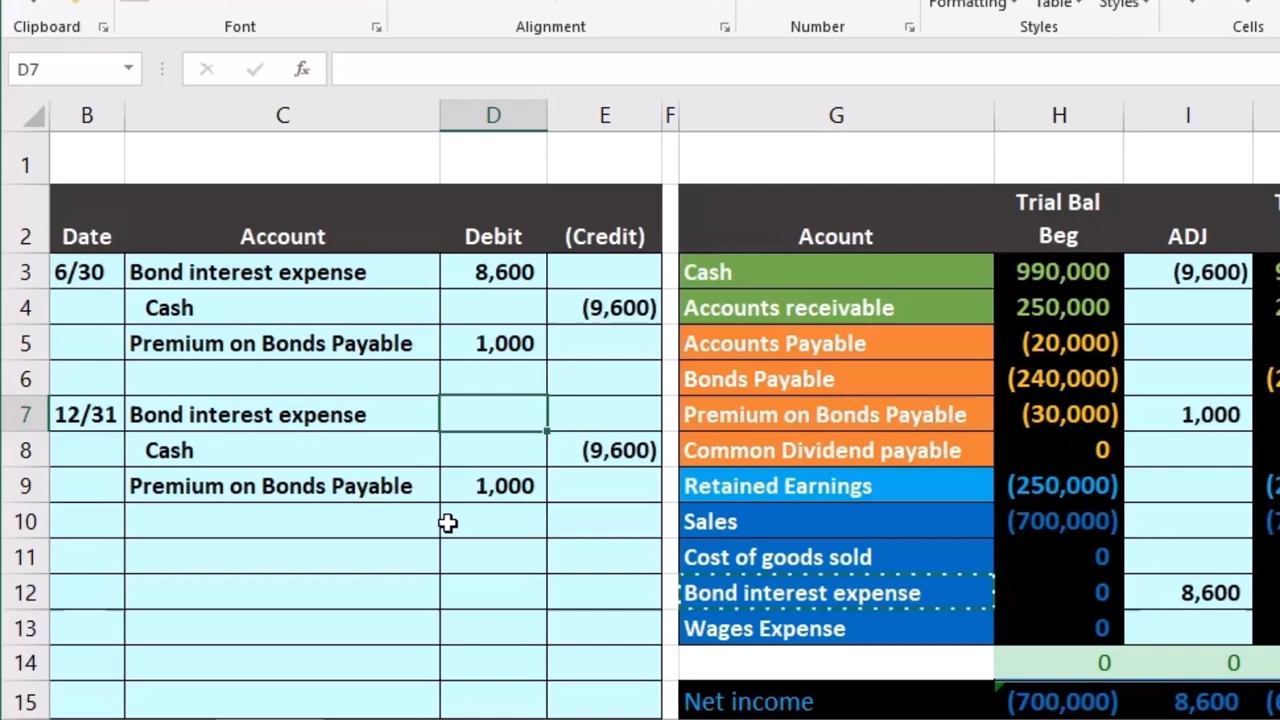 Formatting Table Styles
Clipboard Font Alignment Number Styles Cells
D7 fx
B C D E F G H I
1
2 Date Account Debit (Credit) Acount Trial Bal Beg ADJ
3 6/30 Bond interest expense 8,600 Cash 990,000 (9,600)
4 Cash (9,600) Accounts receivable 250,000
5 Premium on Bonds Payable 1,000 Accounts Payable (20,000)
6 Bonds Payable (240,000)
7 12/31 Bond interest expense Premium on Bonds Payable (30,000) 1,000
8 Cash (9,600) Common Dividend payable 0
9 Premium on Bonds Payable 1,000 Retained Earnings (250,000)
10 Sales (700,000)
11 Cost of goods sold 0
12 Bond interest expense 0 8,600
13 Wages Expense 0
14 0 0
15 Net income (700,000) 8,600